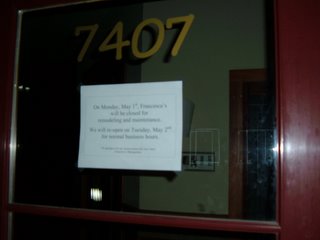 7407
On Monday, May 1st, Francesca's
will be closed for
remodeling and maintenance.
We will re-open on Tuesday, May 2nd
for normal business hours.